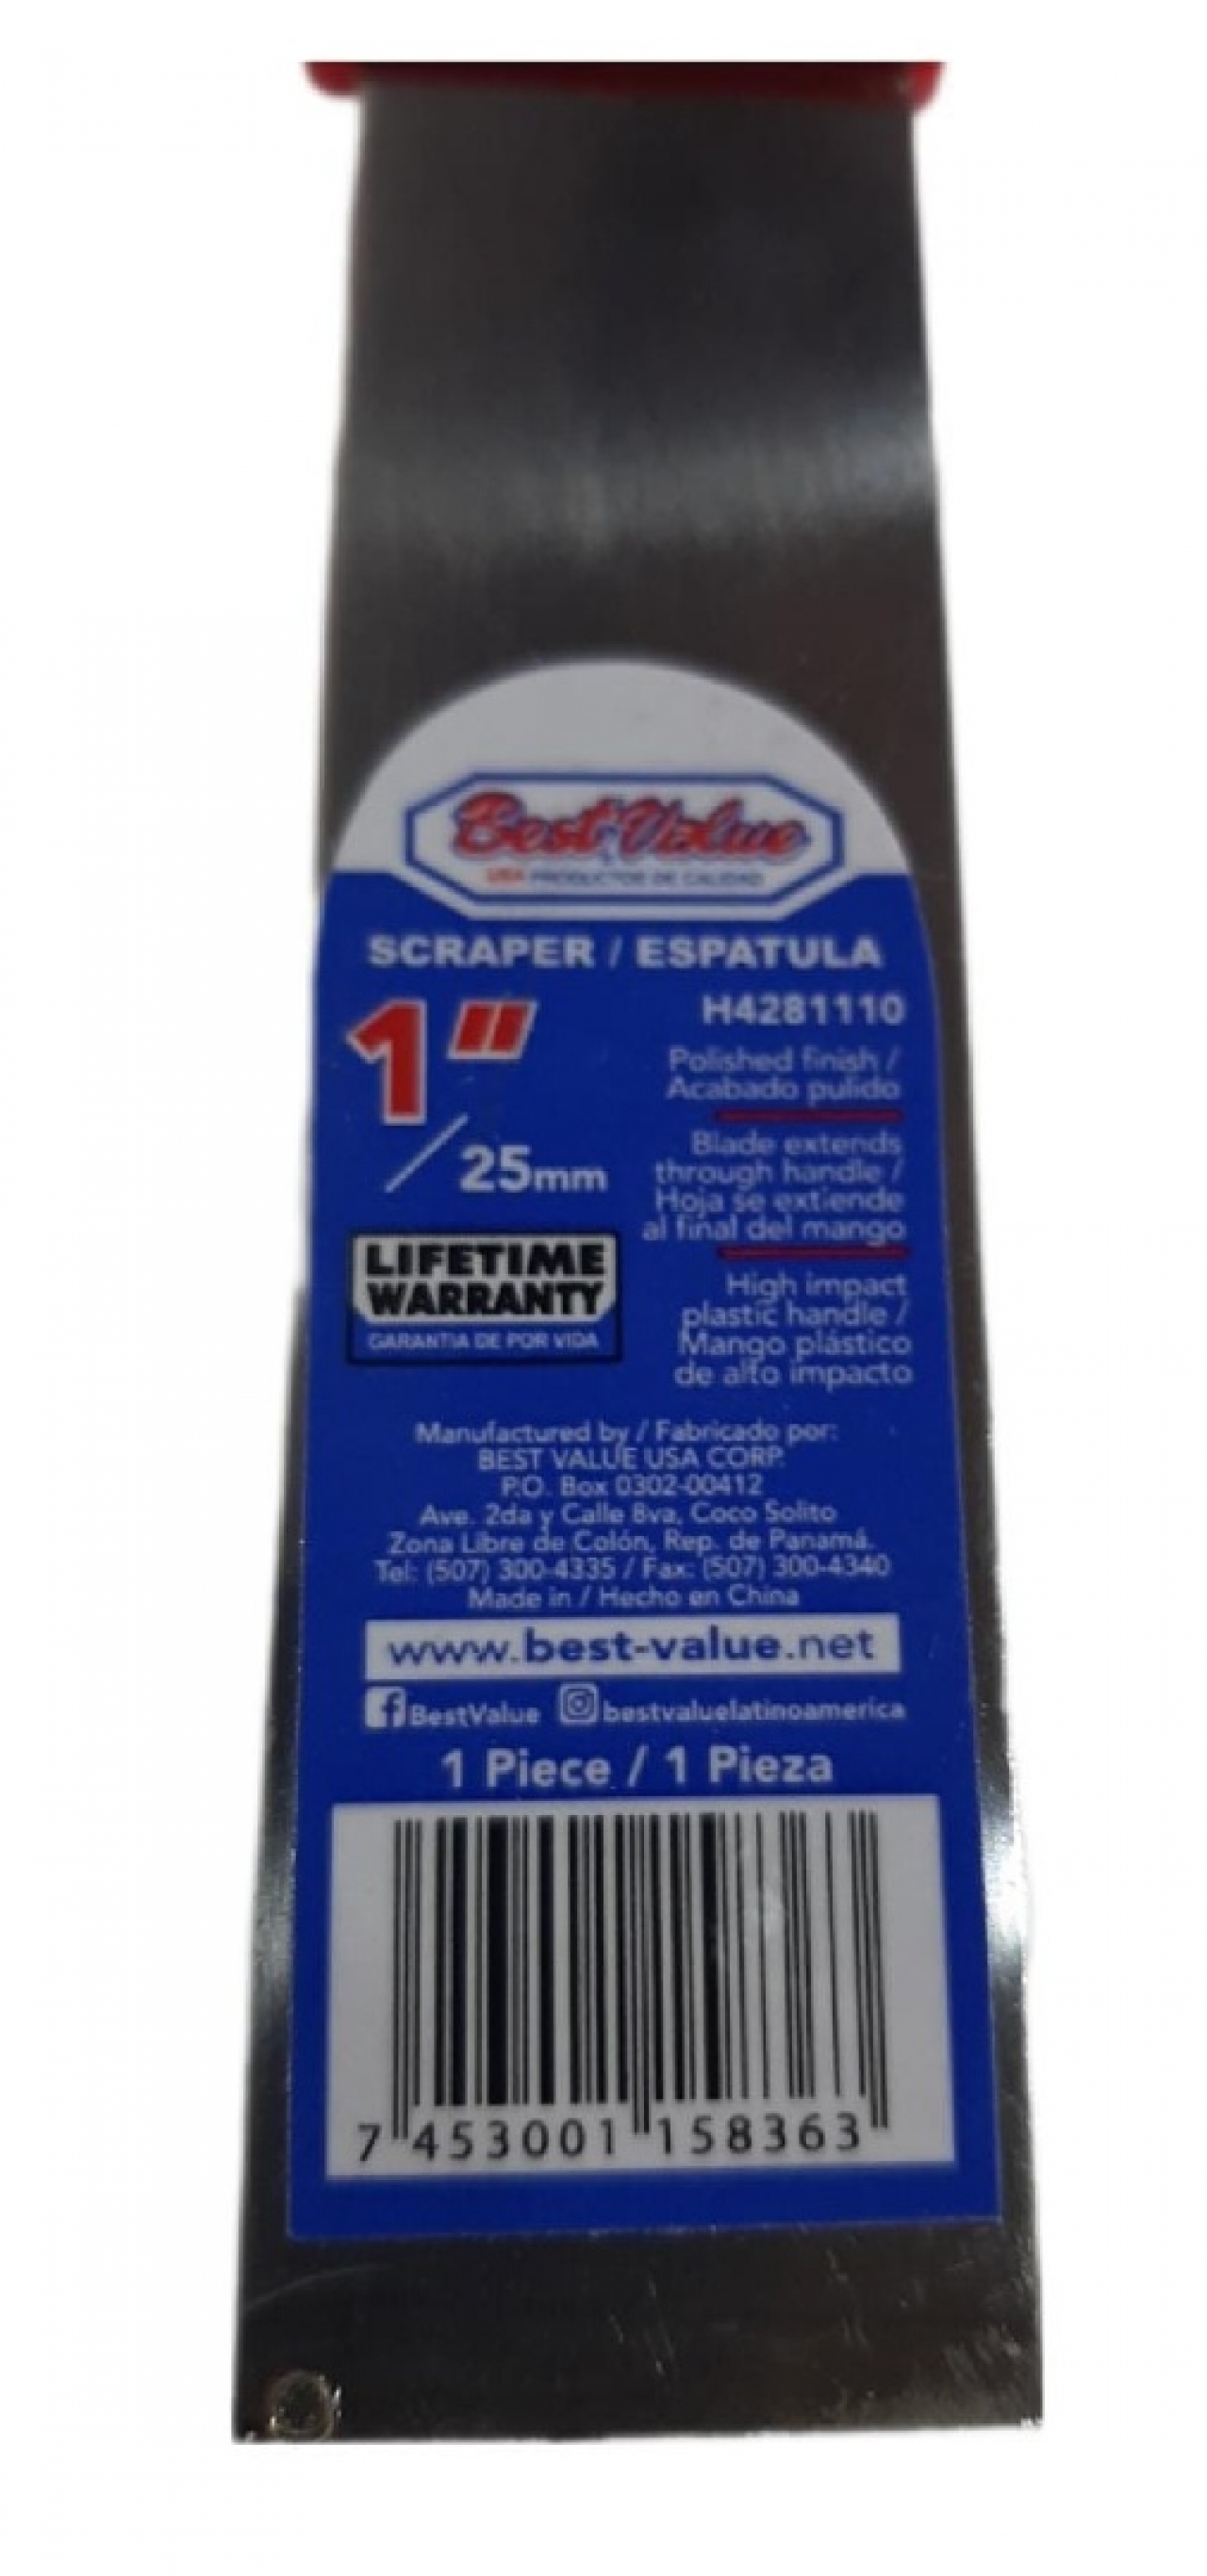 Best Value
USA PRODUCTOS DE CALIDAD
SCRAPER / ESPATULA
1"
/ 25mm
LIFETIME
WARRANTY
GARANTIA DE POR VIDA
H4281110
Polished finish /
Acabado pulido
Blade extends
through handle /
Hoja se extiende
al final del mango
High impact
plastic handle /
Mango plástico
de alto impacto
Manufactured by / Fabricado por:
BEST VALUE USA CORP.
P.O. Box 0302-00412
Ave. 2da y Calle 8va, Coco Solito
Zona Libre de Colón, Rep. de Panamá.
Tel: (507) 300-4335 / Fax: (507) 300-4340
Made in / Hecho en China
www.best-value.net
BestValue bestvaluelatinoamerica
1 Piece / 1 Pieza
7 453001 158363